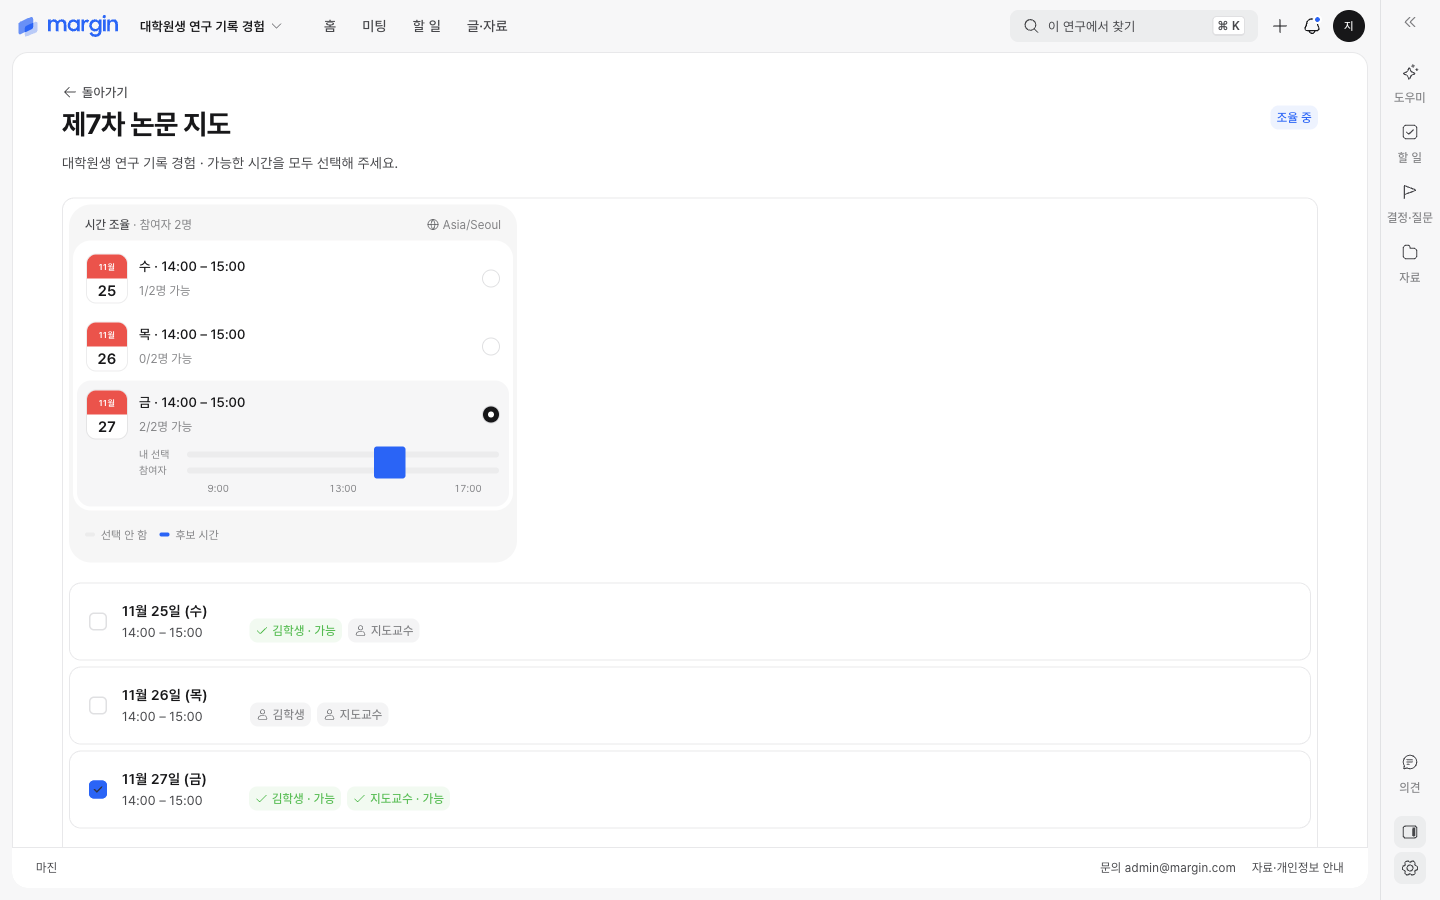 margin
대학원생 연구 기록 경험
홈
미팅
할 일
글·자료
이 연구에서 찾기
⌘ K
지
돌아가기
제7차 논문 지도
조율 중
대학원생 연구 기록 경험 · 가능한 시간을 모두 선택해 주세요.
시간 조율 · 참여자 2명
Asia/Seoul
11월
25
수 · 14:00 – 15:00
1/2명 가능
11월
26
목 · 14:00 – 15:00
0/2명 가능
11월
27
금 · 14:00 – 15:00
2/2명 가능
내 선택
참여자
9:00
13:00
17:00
선택 안 함
후보 시간
11월 25일 (수)
14:00 – 15:00
김학생 · 가능
지도교수
11월 26일 (목)
14:00 – 15:00
김학생
지도교수
11월 27일 (금)
14:00 – 15:00
김학생 · 가능
지도교수 · 가능
마진
문의 admin@margin.com
자료·개인정보 안내
도우미
할 일
결정·질문
자료
의견